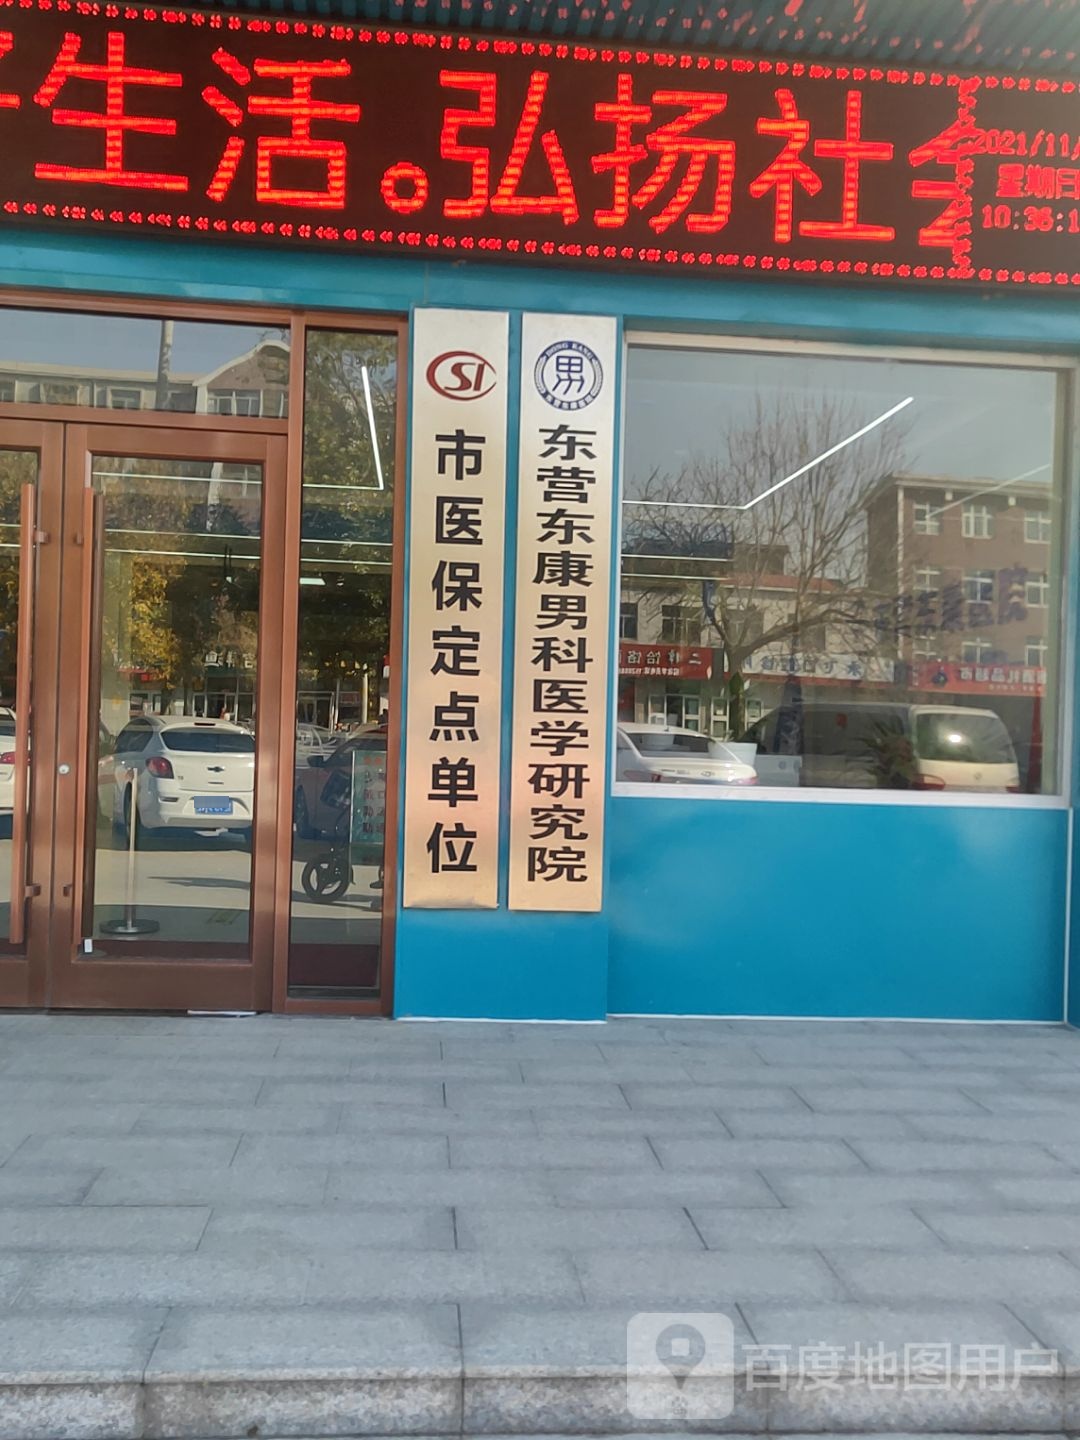 生活。弘扬社
2021/11/
星期日
10:36:1
SI
市医保定点单位
DONG KANG
男
东营东康男科医学研究院
百度地图用户